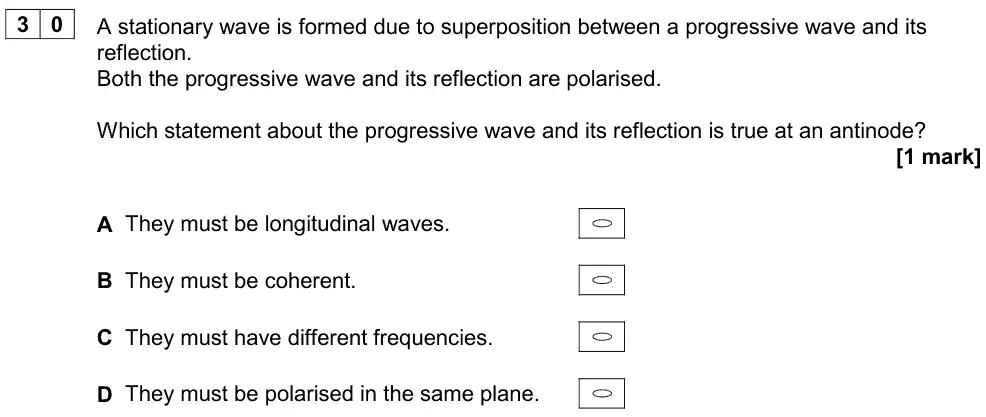 3 0 A stationary wave is formed due to superposition between a progressive wave and its
reflection.
Both the progressive wave and its reflection are polarised.
Which statement about the progressive wave and its reflection is true at an antinode?
[1 mark]
A They must be longitudinal waves.
B They must be coherent.
C They must have different frequencies.
D They must be polarised in the same plane.